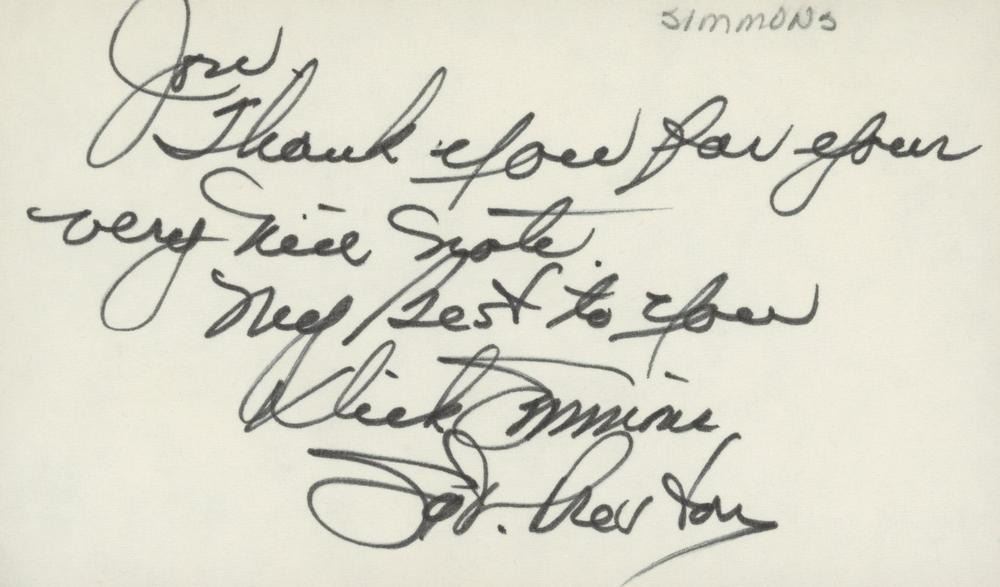 SIMMONS
Jon
Thank you for your
very nice note.
My Best to you
Dick Simmons
Sgt. Preston